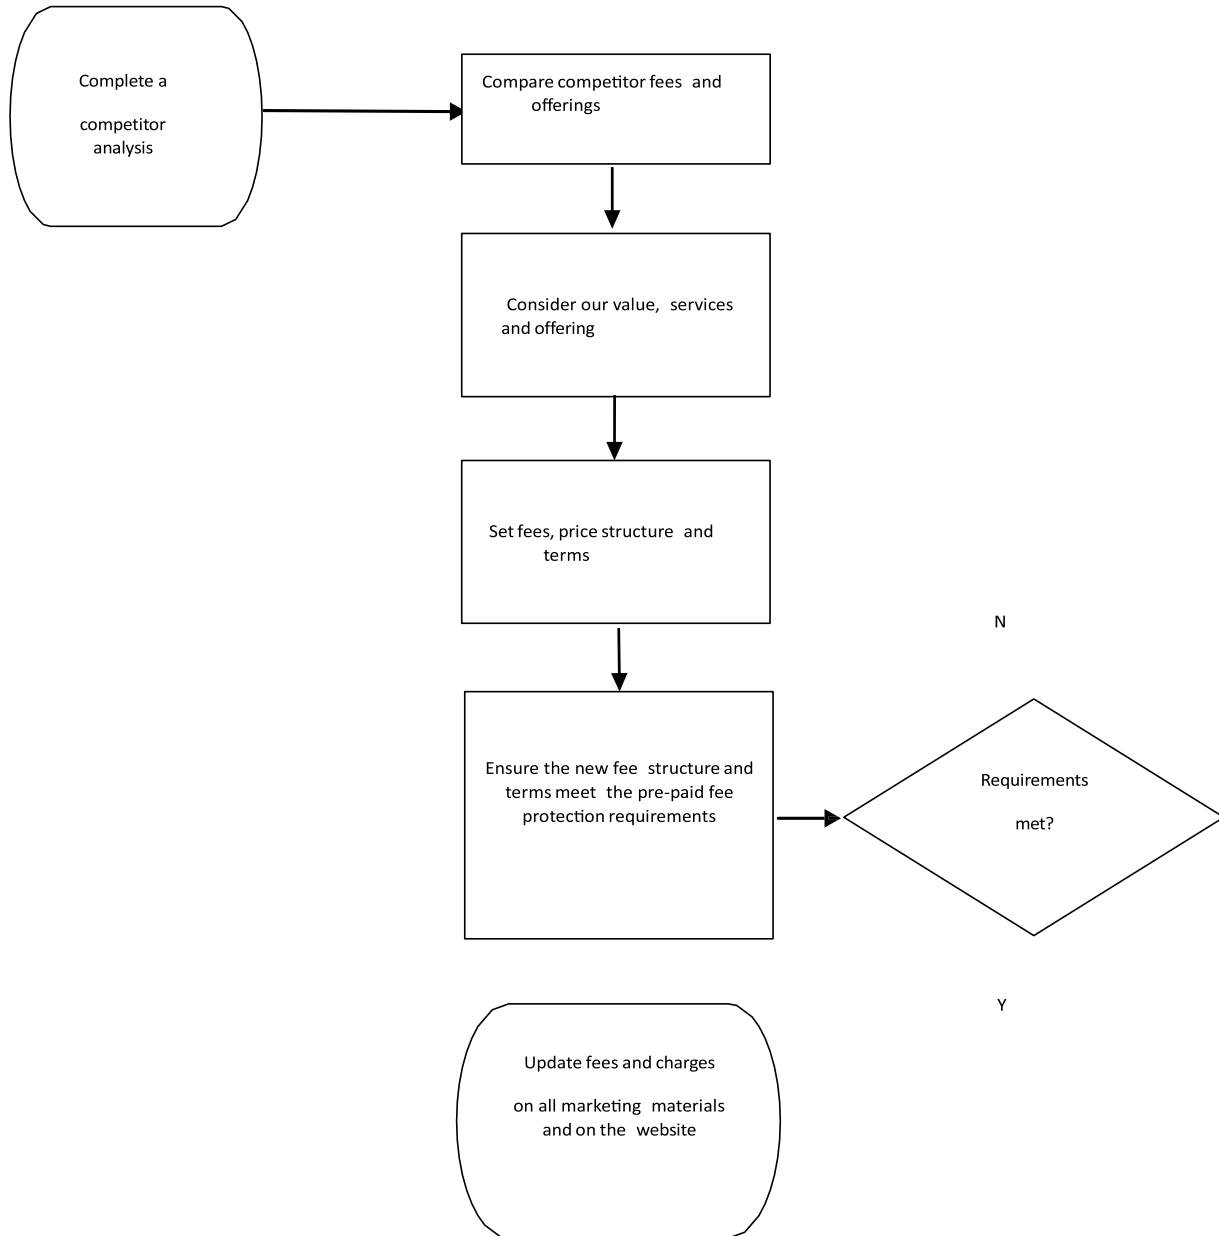 Complete a
competitor
analysis
Compare competitor fees and
offerings
Consider our value, services
and offering
Set fees, price structure and
terms
N
Ensure the new fee structure and
terms meet the pre-paid fee
protection requirements
Requirements
met?
Y
Update fees and charges
on all marketing materials
and on the website